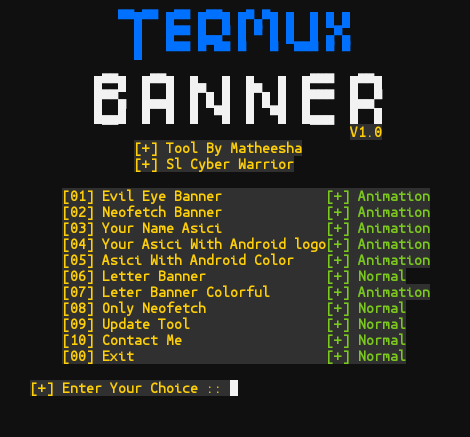 TERMUX
BANNER
V1.0
[+] Tool By Matheesha
[+] Sl Cyber Warrior
[01] Evil Eye Banner [+] Animation
[02] Neofetch Banner [+] Animation
[03] Your Name Asici [+] Animation
[04] Your Asici With Android logo[+] Animation
[05] Asici With Android Color [+] Animation
[06] Letter Banner [+] Normal
[07] Leter Banner Colorful [+] Animation
[08] Only Neofetch [+] Normal
[09] Update Tool [+] Normal
[10] Contact Me [+] Normal
[00] Exit [+] Normal
[+] Enter Your Choice ::